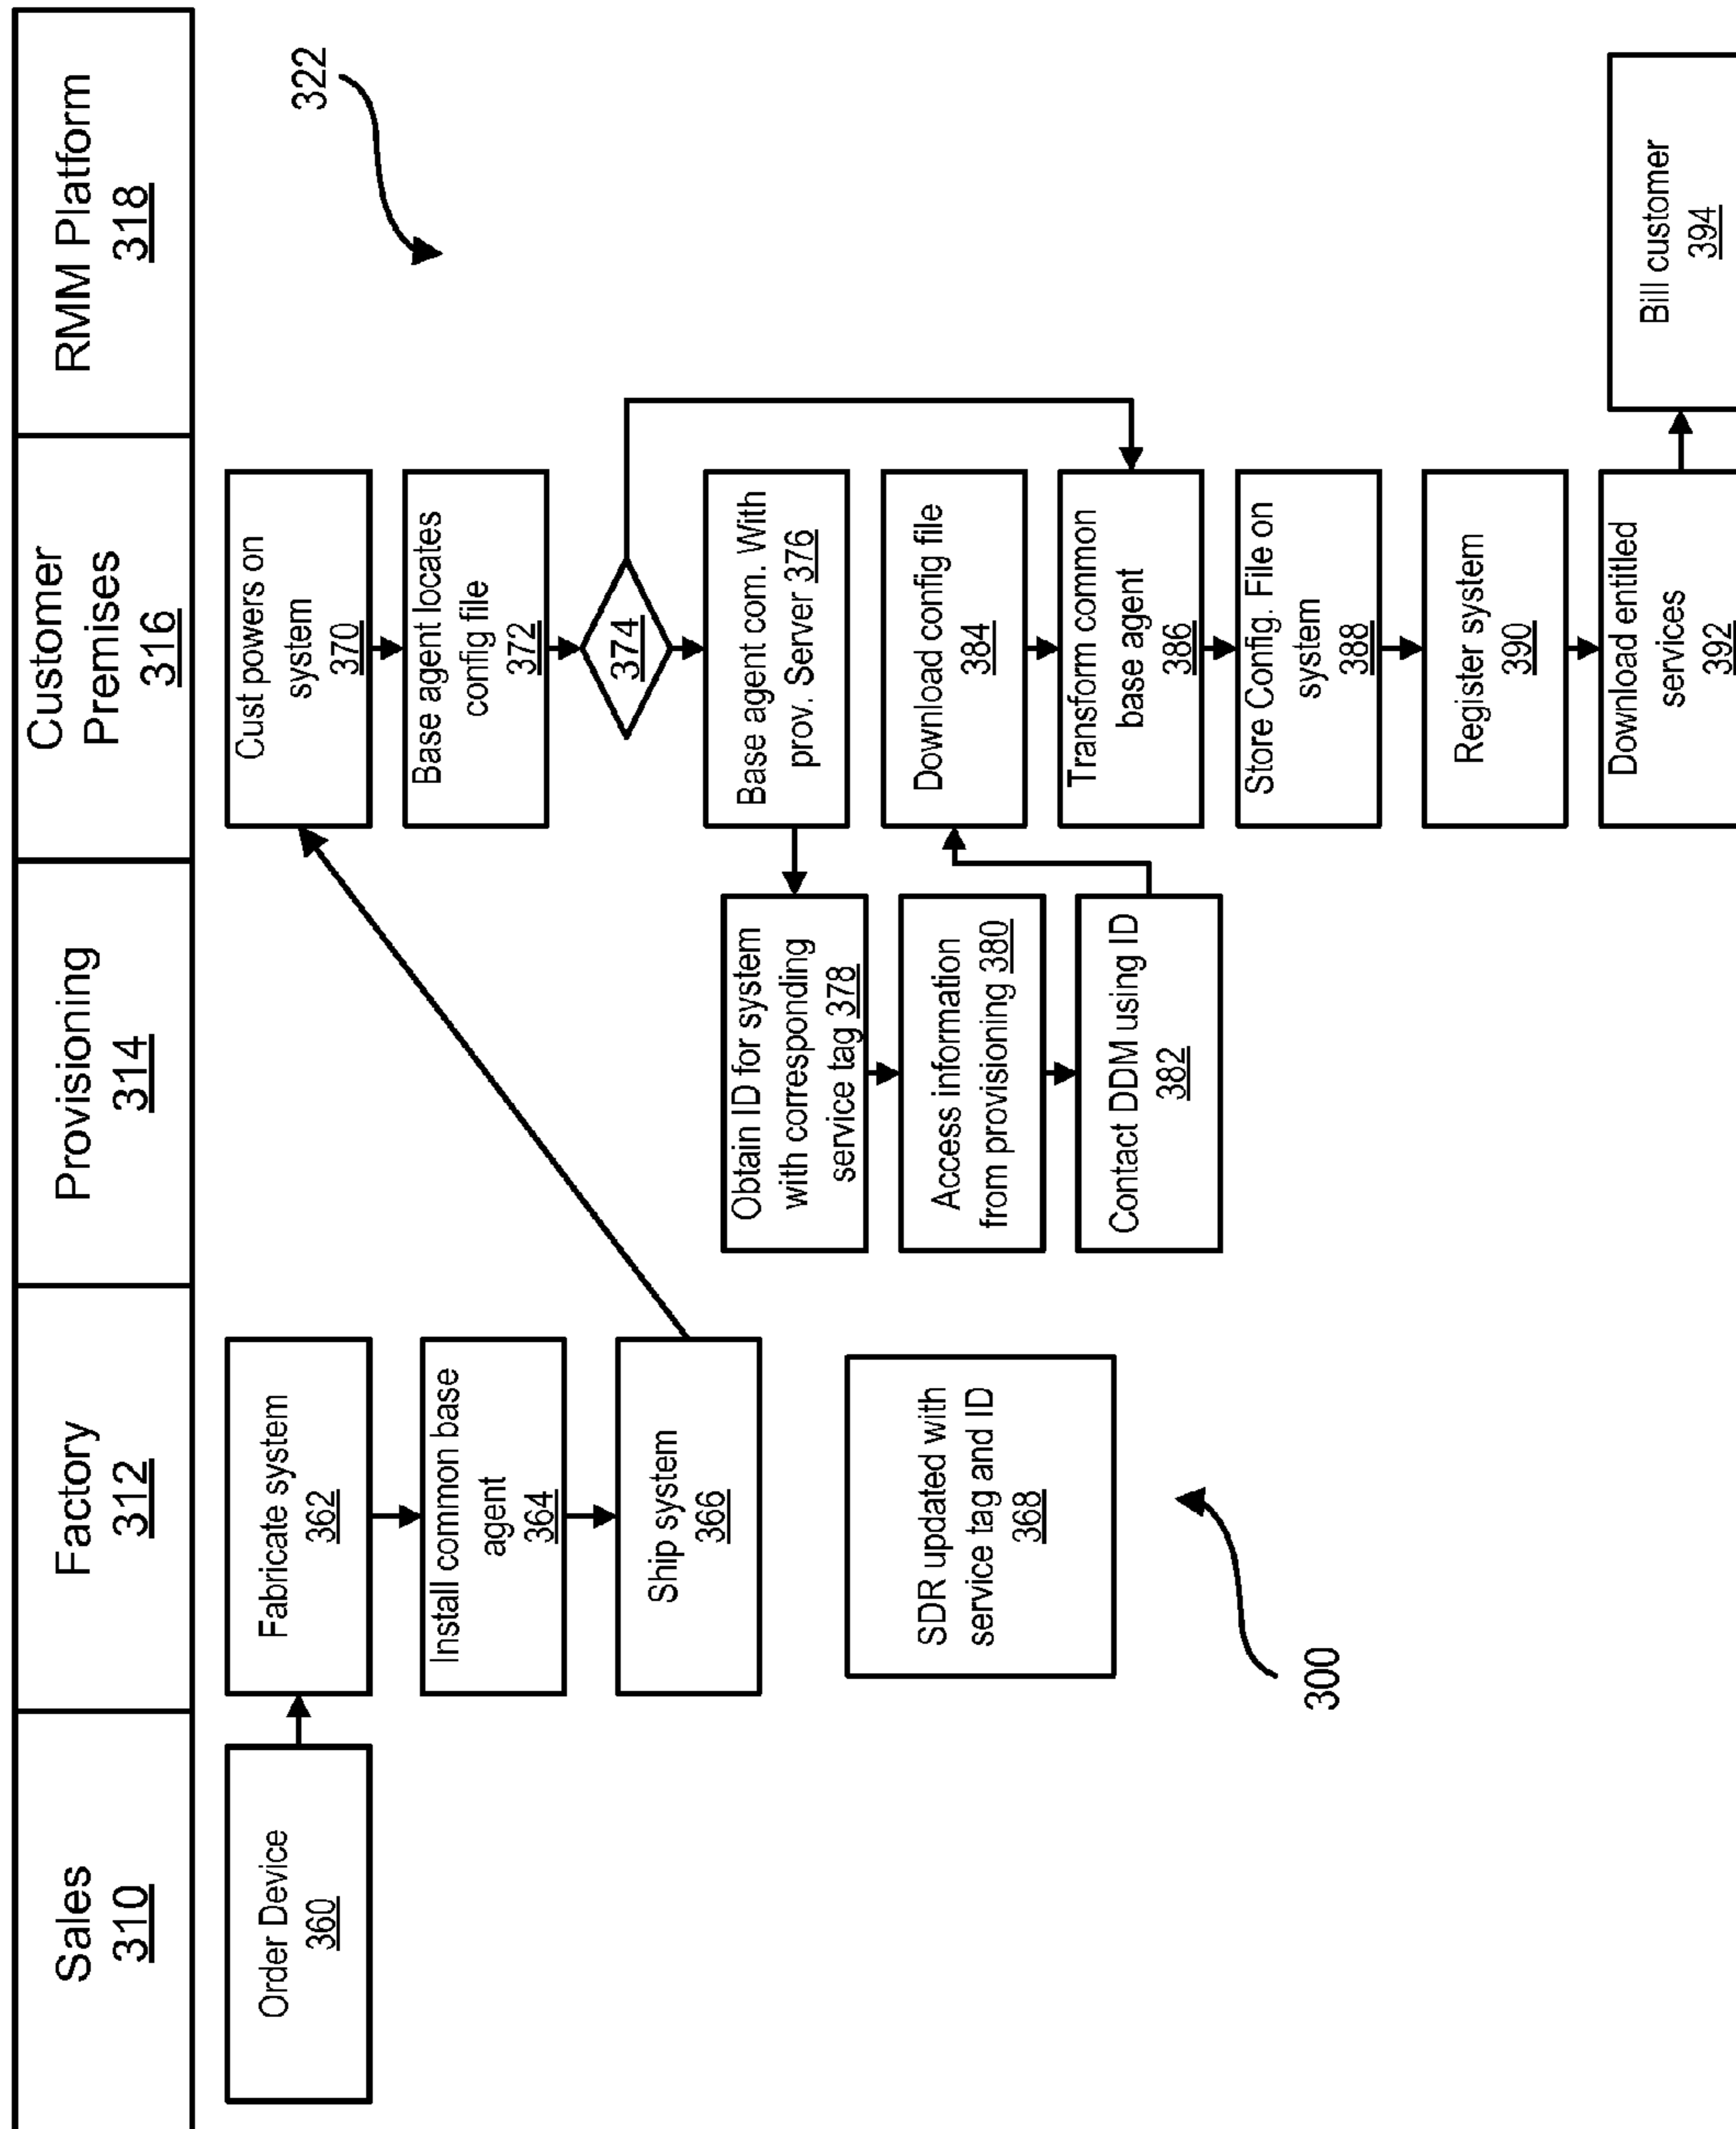 Sales
310
Factory
312
Provisioning
314
Customer
Premises
316
RMM Platform
318
322
Order Device
360
Fabricate system
362
Install common base
agent
364
Ship system
366
SDR updated with
service tag and ID
368
300
Cust powers on
system
370
Base agent locates
config file
372
374
Base agent com. With
prov. Server 376
Obtain ID for system
with corresponding
service tag 378
Access information
from provisioning 380
Contact DDM using ID
382
Download config file
384
Transform common
base agent
386
Store Config. File on
system
388
Register system
390
Download entitled
services
392
Bill customer
394